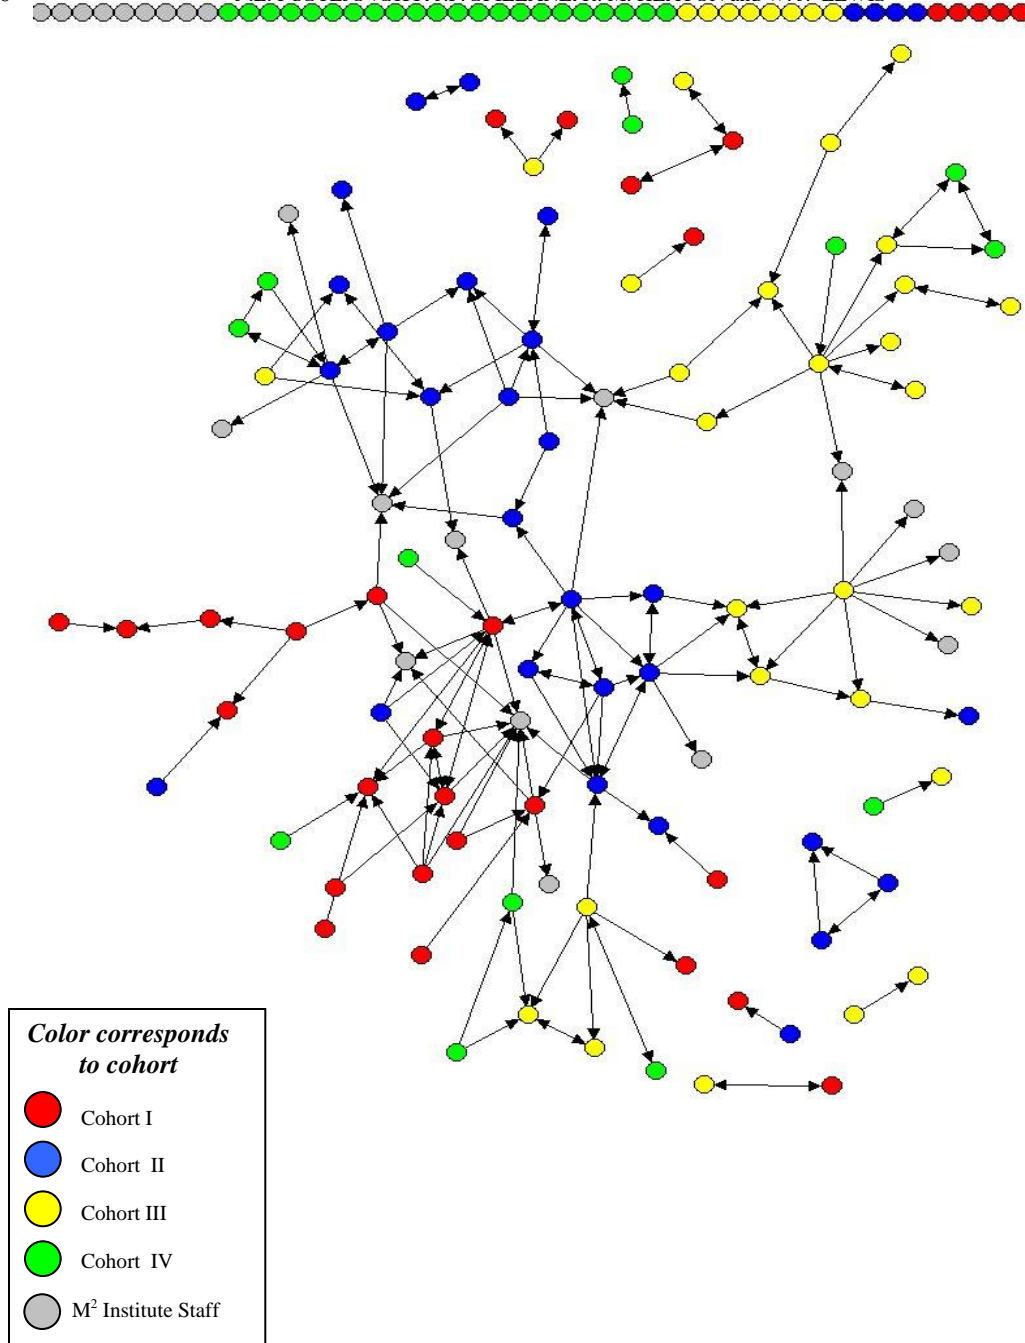 Color corresponds
to cohort
Cohort I
Cohort II
Cohort III
Cohort IV
M² Institute Staff